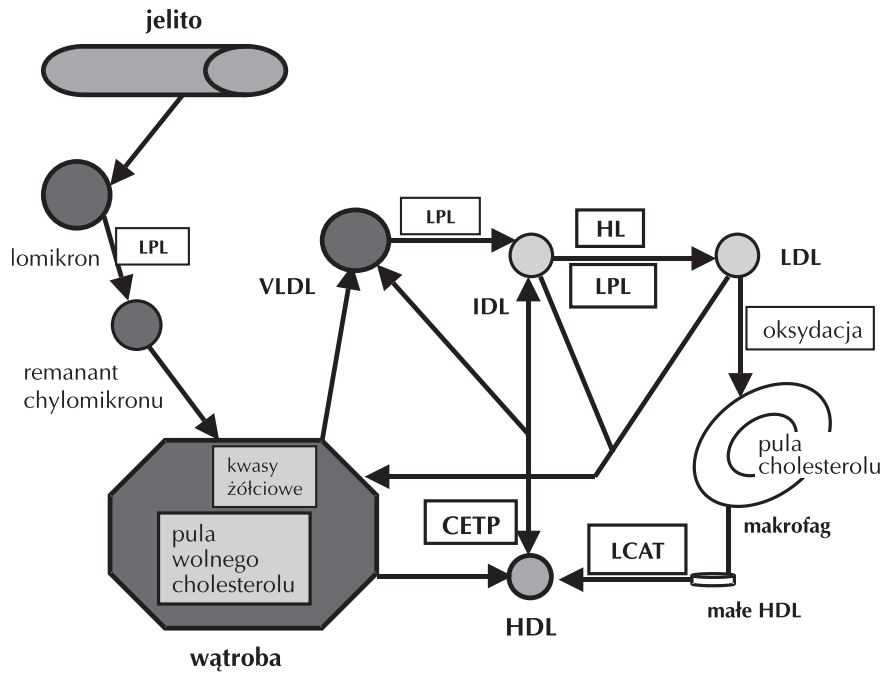 jelito
lomikron
LPL
remanant
chylomikronu
VLDL
LPL
IDL
HL
LPL
LDL
oksydacja
pula
cholesterolu
makrofag
kwasy
żółciowe
pula
wolnego
cholesterolu
wątroba
CETP
HDL
LCAT
małe HDL